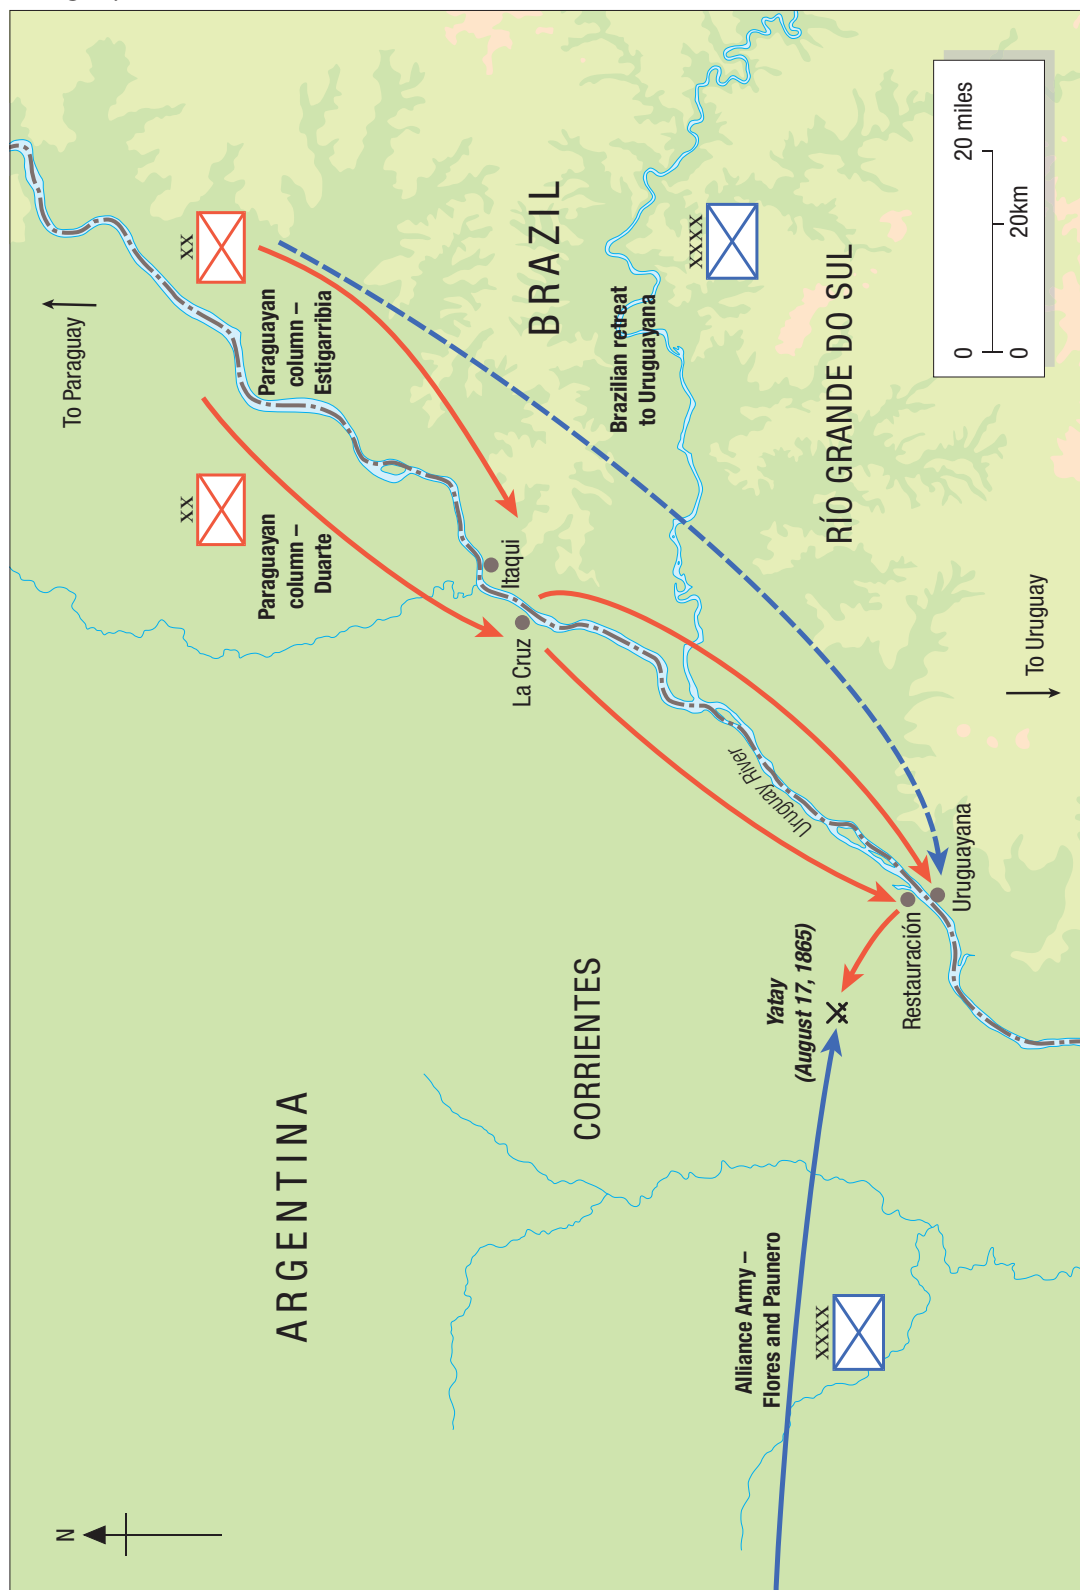 N
To Paraguay
XX
Paraguayan
column –
Duarte
XX
Paraguayan
column –
Estigarribia
ARGENTINA
La Cruz
Itaqui
BRAZIL
CORRIENTES
Brazilian retreat
to Uruguayana
XXXX
Alliance Army –
Flores and Paunero
XXXX
Yatay
(August 17, 1865)
Uruguay River
RÍO GRANDE DO SUL
Restauración
Uruguayana
To Uruguay
0 20 miles
0 20km